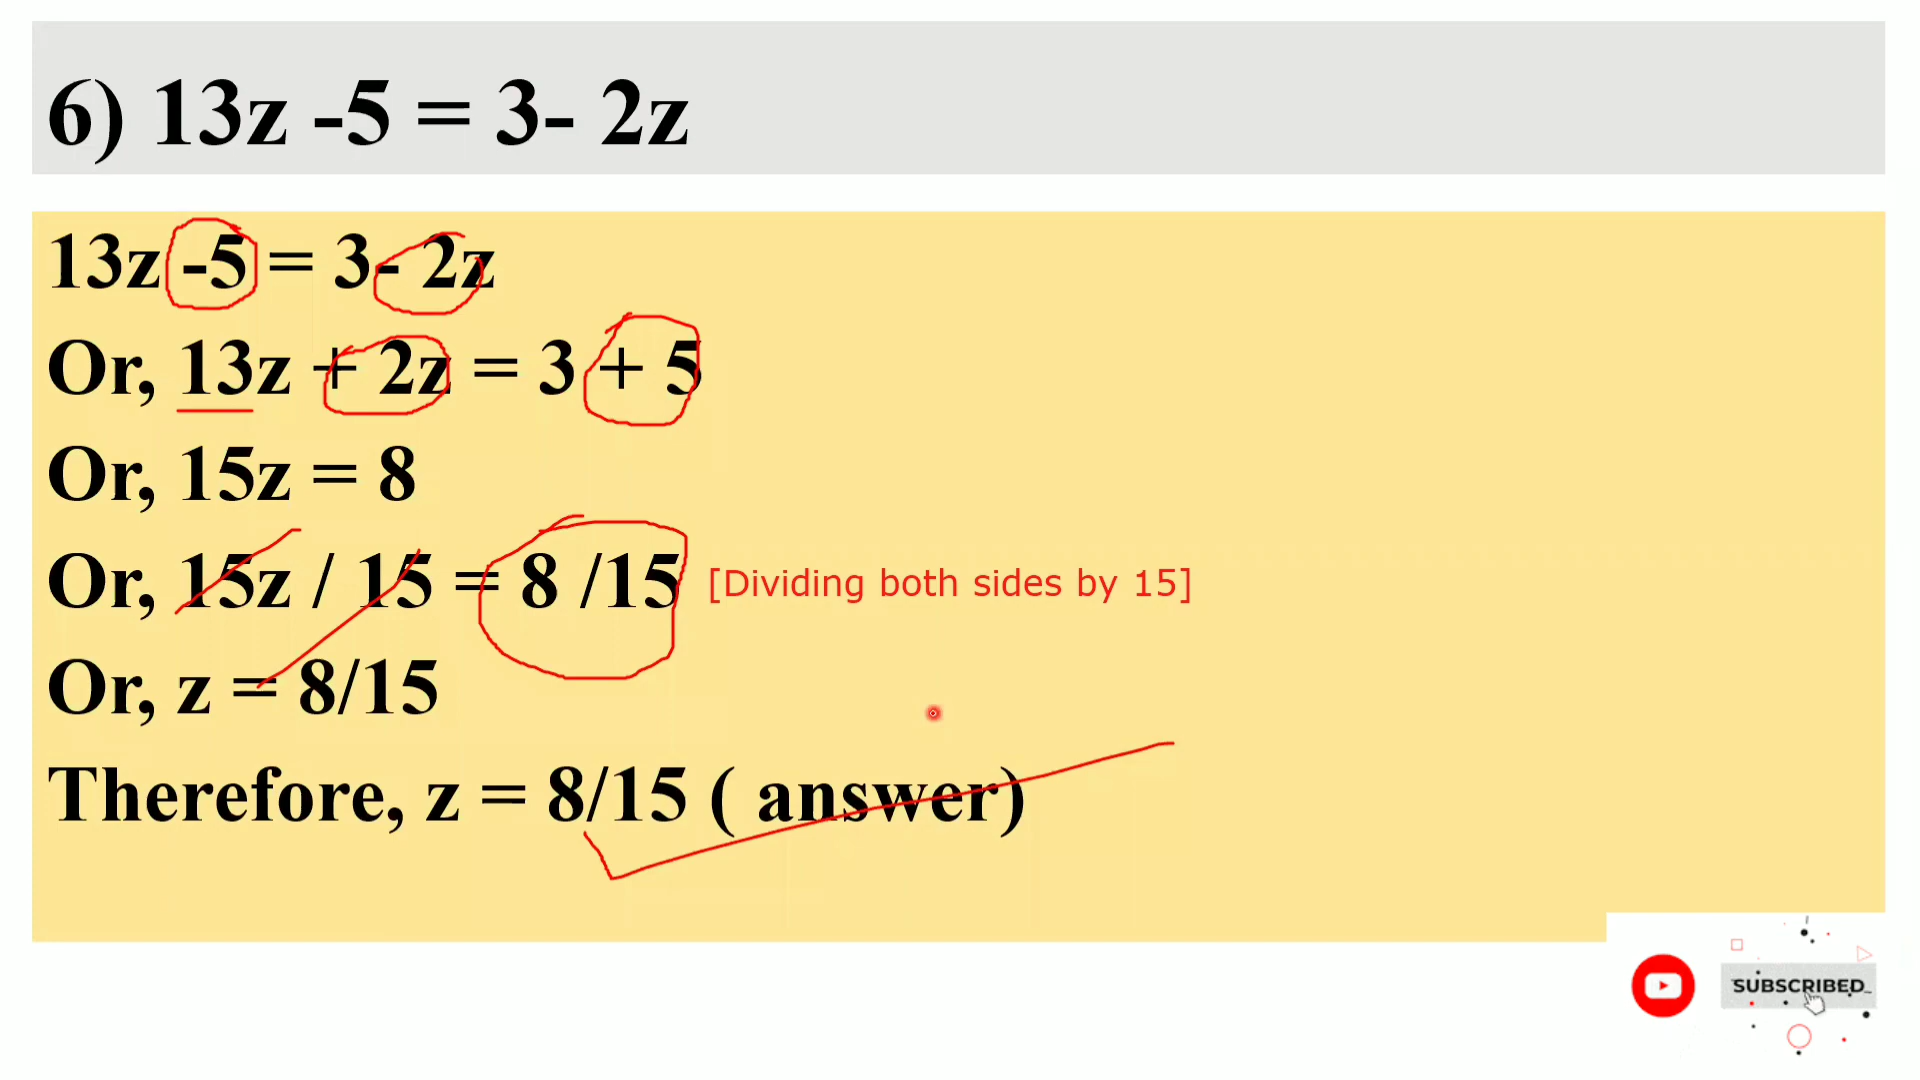 6) 13z -5 = 3- 2z
13z -5 = 3- 2z
Or, 13z + 2z = 3 + 5
Or, 15z = 8
Or, 15z / 15 = 8 /15 [Dividing both sides by 15]
Or, z = 8/15
Therefore, z = 8/15 ( answer)
SUBSCRIBED